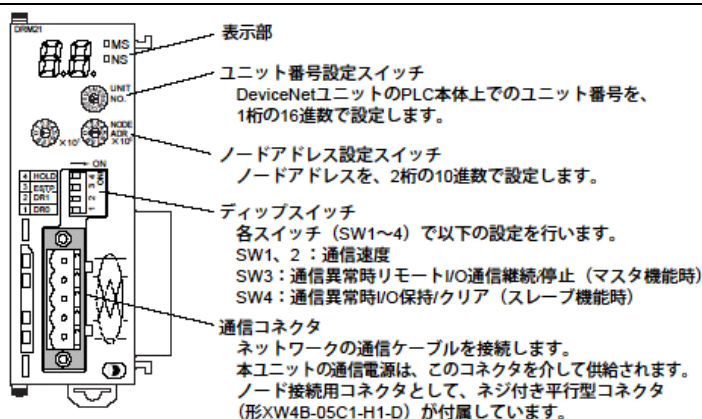 DRM21
MS
NS
表示部
UNIT
NO.
ユニット番号設定スイッチ
DeviceNetユニットのPLC本体上でのユニット番号を、
1桁の16進数で設定します。
×10¹
NODE
ADR
×10⁰
ノードアドレス設定スイッチ
ノードアドレスを、2桁の10進数で設定します。
ON
4 HOLD
3 ESTP
2 DR1
1 DR0
ON
1 2 3 4
ディップスイッチ
各スイッチ（SW1～4）で以下の設定を行います。
SW1、2：通信速度
SW3：通信異常時リモートI/O通信継続/停止（マスタ機能時）
SW4：通信異常時I/O保持/クリア（スレーブ機能時）
通信コネクタ
ネットワークの通信ケーブルを接続します。
本ユニットの通信電源は、このコネクタを介して供給されます。
ノード接続用コネクタとして、ネジ付き平行型コネクタ
（形XW4B-05C1-H1-D）が付属しています。